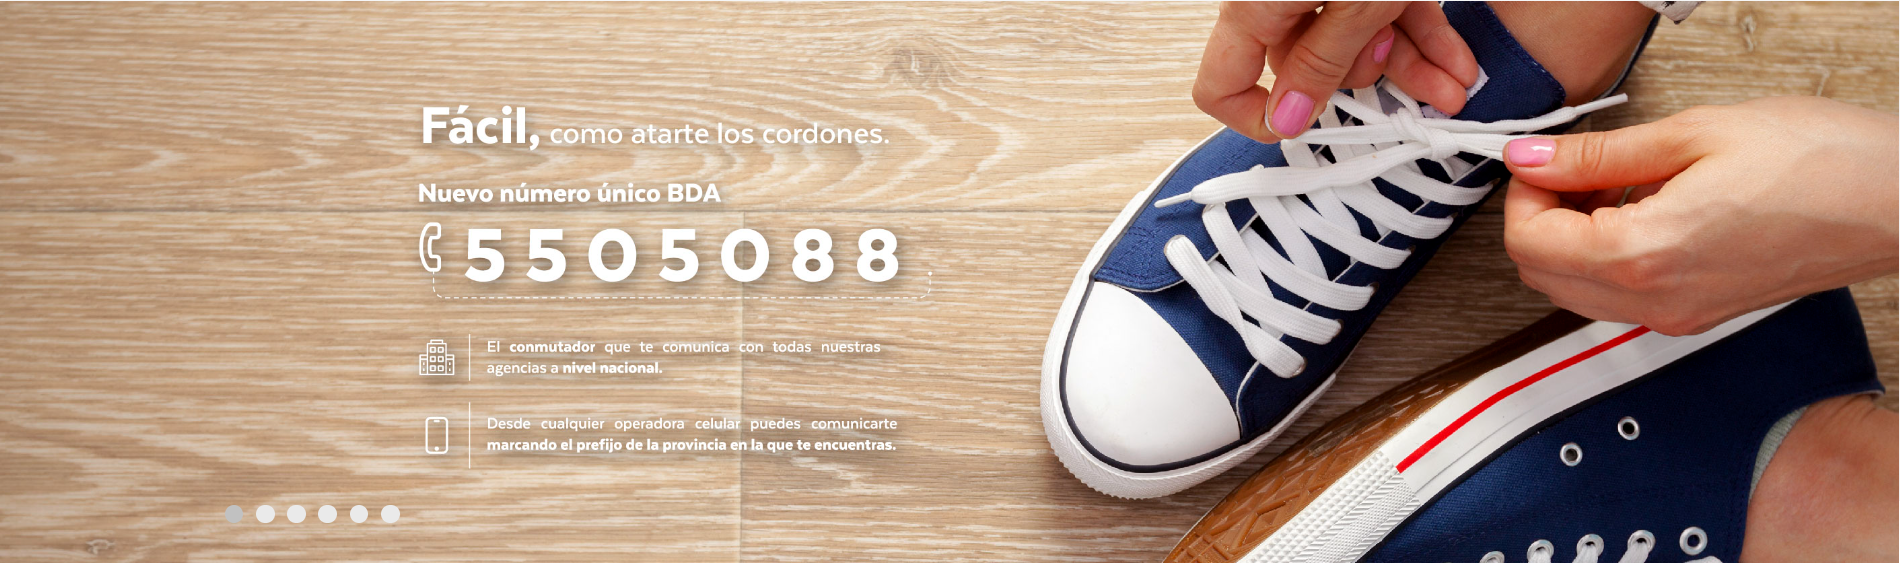 Fácil, como atarte los cordones.
Nuevo número único BDA
5505088
El conmutador que te comunica con todas nuestras
agencias a nivel nacional.
Desde cualquier operadora celular puedes comunicarte
marcando el prefijo de la provincia en la que te encuentras.